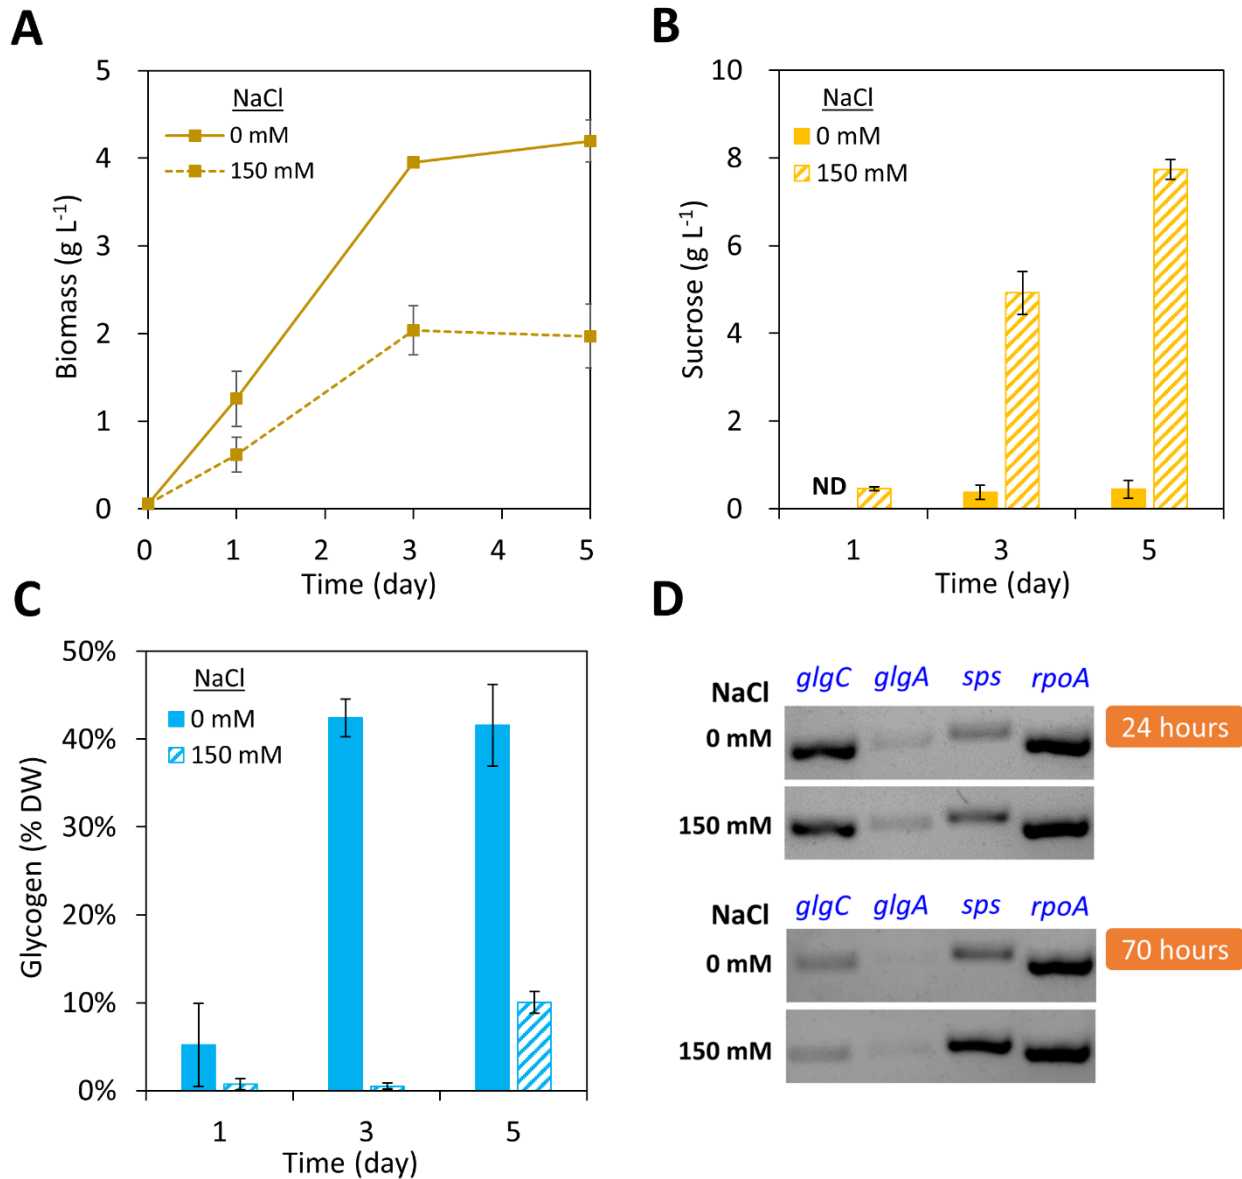 A
Biomass (g L-1)
5
4
3
2
1
0
NaCl
0 mM
150 mM
0 1 2 3 4 5
Time (day)
B
Sucrose (g L-1)
10
8
6
4
2
0
NaCl
0 mM
150 mM
ND
1 3 5
Time (day)
C
Glycogen (% DW)
50%
40%
30%
20%
10%
0%
NaCl
0 mM
150 mM
1 3 5
Time (day)
D
NaCl glgC glgA sps rpoA
0 mM
24 hours
150 mM
NaCl glgC glgA sps rpoA
0 mM
70 hours
150 mM